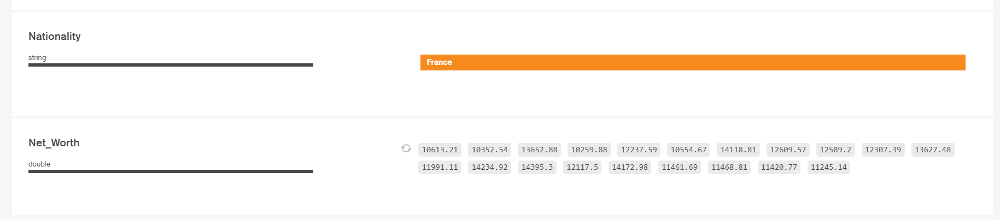 Nationality
string
France
Net_Worth
double
10613.21 10352.54 13652.88 10259.88 12237.59 10554.67 14118.81 12609.57 12589.2 12307.39 13627.48
11991.11 14234.92 14395.3 12117.5 14172.98 11461.69 11468.81 11420.77 11245.14